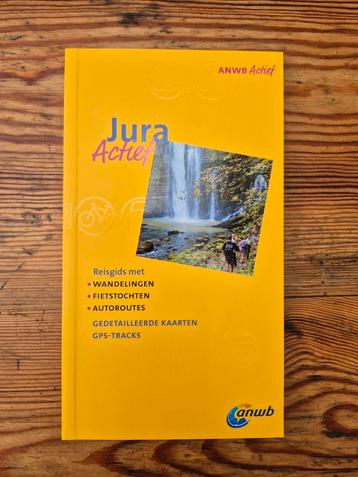 ANWB Actief
Jura
Actief
Reisgids met
• WANDELINGEN
• FIETSTOCHTEN
• AUTOROUTES
GEDETAILLEERDE KAARTEN
GPS-TRACKS
anwb